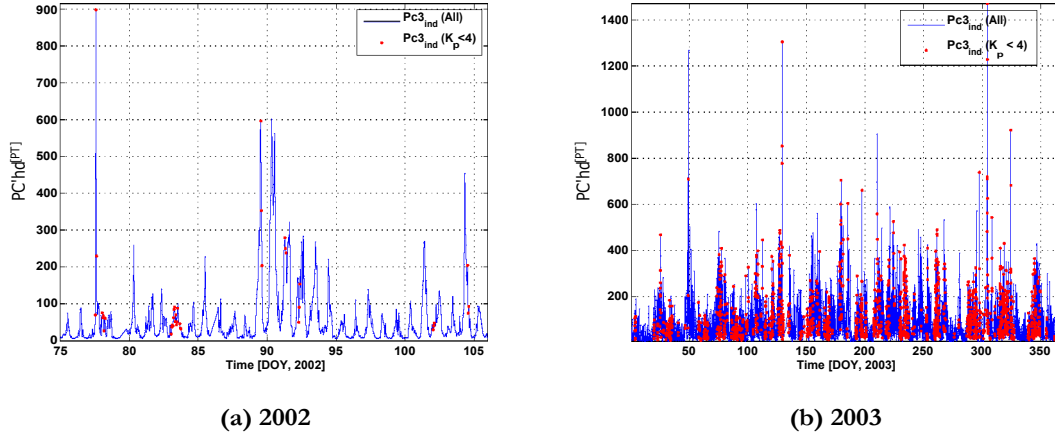 900
800
700
600
500
400
300
200
100
0
PC'hd[PT]
Pc3ind (All)
Pc3ind (Kp<4)
75 80 85 90 95 100 105
Time [DOY, 2002]
(a) 2002
1400
1200
1000
800
600
400
200
PC'hd[PT]
Pc3ind (All)
Pc3ind (Kp < 4)
50 100 150 200 250 300 350
Time [DOY, 2003]
(b) 2003